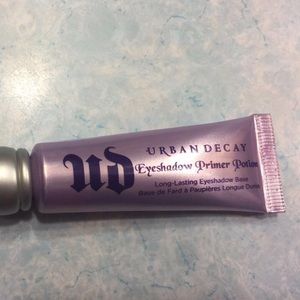 UD
URBAN DECAY
Eyeshadow Primer Potion
Long-Lasting Eyeshadow Base
Base de Fard à Paupières Longue Durée